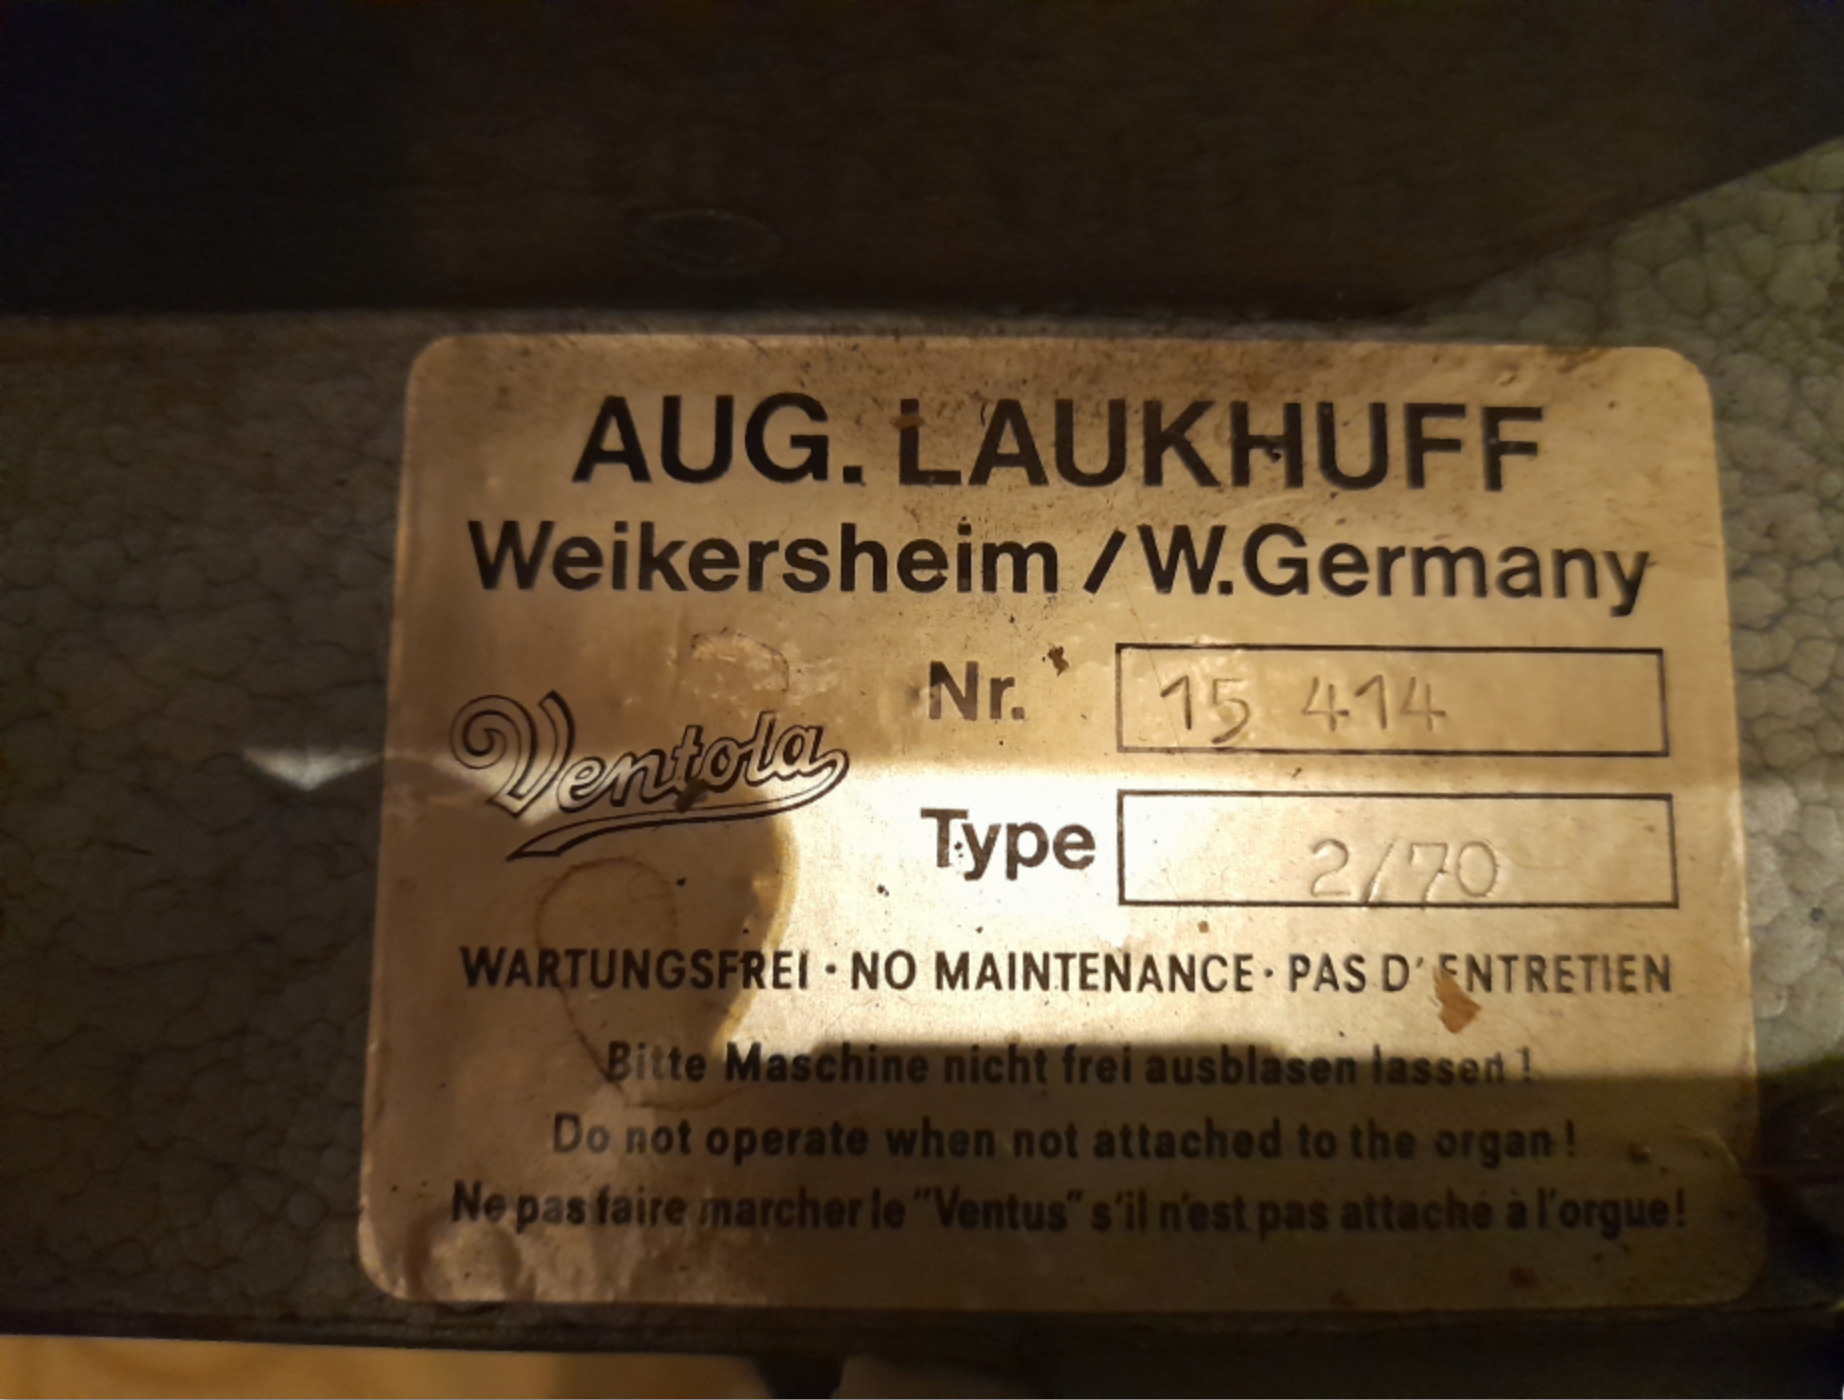 AUG. LAUKHUFF
Weikersheim / W.Germany
Nr. 15 414
Ventola
Type 2/70
WARTUNGSFREI · NO MAINTENANCE · PAS D' ENTRETIEN
Bitte Maschine nicht frei ausblasen lassen !
Do not operate when not attached to the organ !
Ne pas faire marcher le "Ventus" s'il n'est pas attaché à l'orgue!